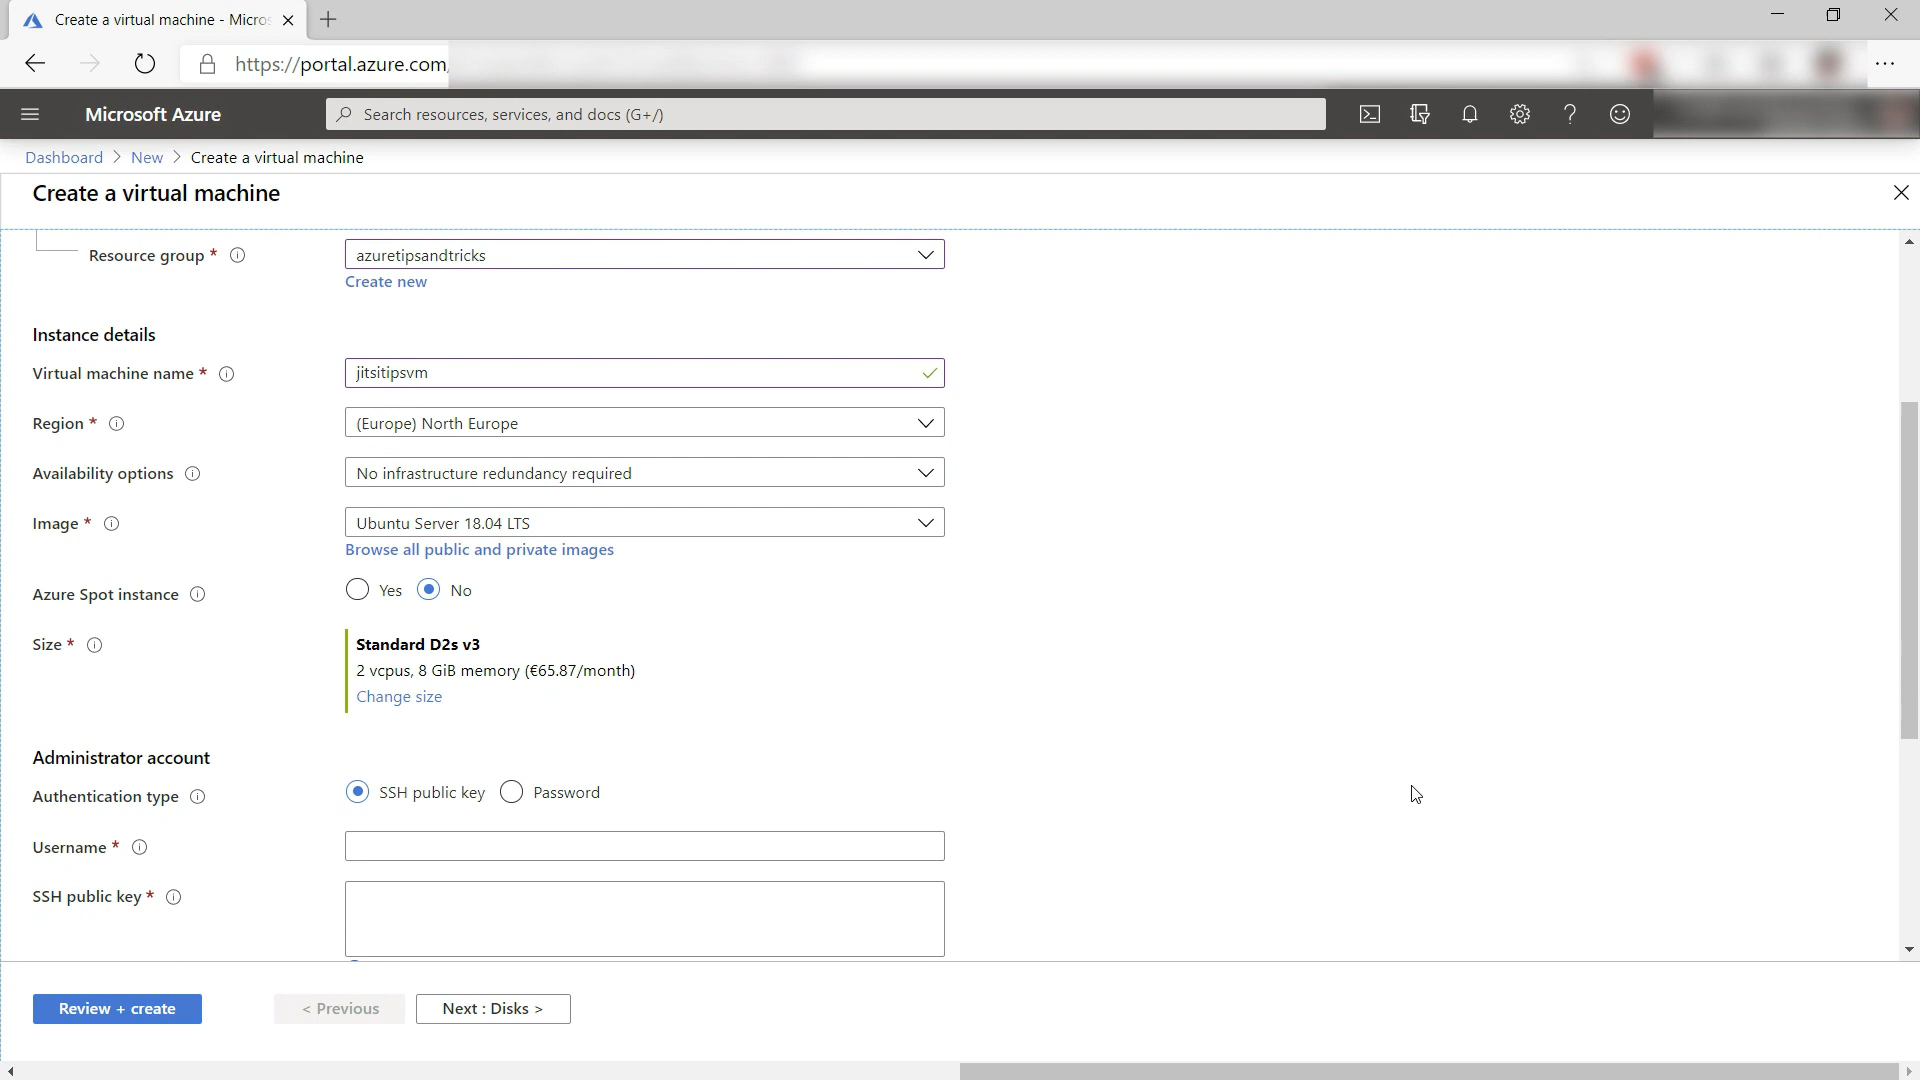 Create a virtual machine - Micros
https://portal.azure.com/
Microsoft Azure
Search resources, services, and docs (G+/)
Dashboard > New > Create a virtual machine
Create a virtual machine
Resource group *
azuretipsandtricks
Create new
Instance details
Virtual machine name *
jitsitipsvm
Region *
(Europe) North Europe
Availability options
No infrastructure redundancy required
Image *
Ubuntu Server 18.04 LTS
Browse all public and private images
Azure Spot instance
Yes No
Size *
Standard D2s v3
2 vcpus, 8 GiB memory (€65.87/month)
Change size
Administrator account
Authentication type
SSH public key Password
Username *
SSH public key *
Review + create < Previous Next : Disks >